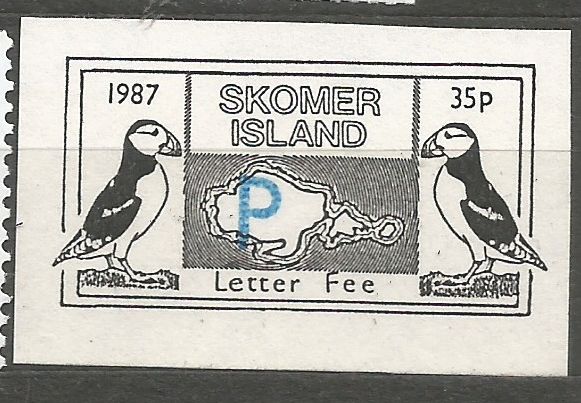 1987
SKOMER
ISLAND
35P
P
Letter Fee